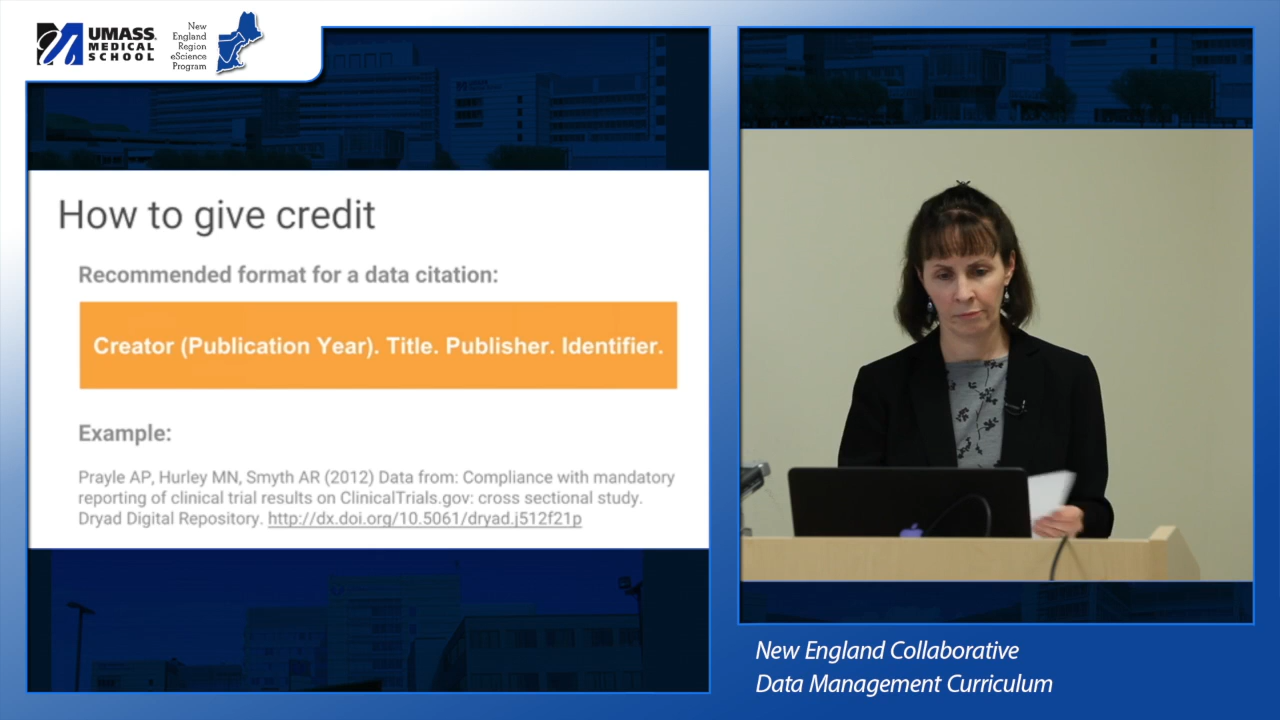 UMASS
MEDICAL
SCHOOL
New
England
Region
eScience
Program
How to give credit
Recommended format for a data citation:
Creator (Publication Year). Title. Publisher. Identifier.
Example:
Prayle AP, Hurley MN, Smyth AR (2012) Data from: Compliance with mandatory
reporting of clinical trial results on ClinicalTrials.gov: cross sectional study.
Dryad Digital Repository. http://dx.doi.org/10.5061/dryad.j512f21p
New England Collaborative
Data Management Curriculum